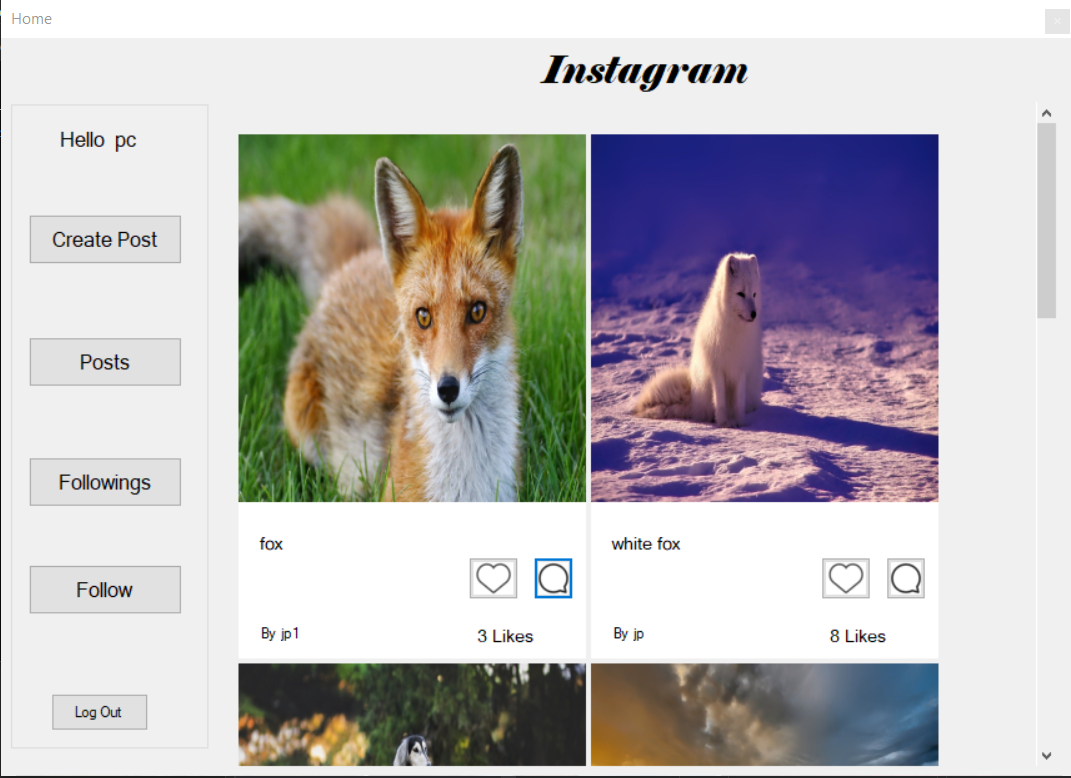 Home
Instagram
Hello pc
Create Post
Posts
Followings
Follow
Log Out
fox
By jp1
3 Likes
white fox
By jp
8 Likes